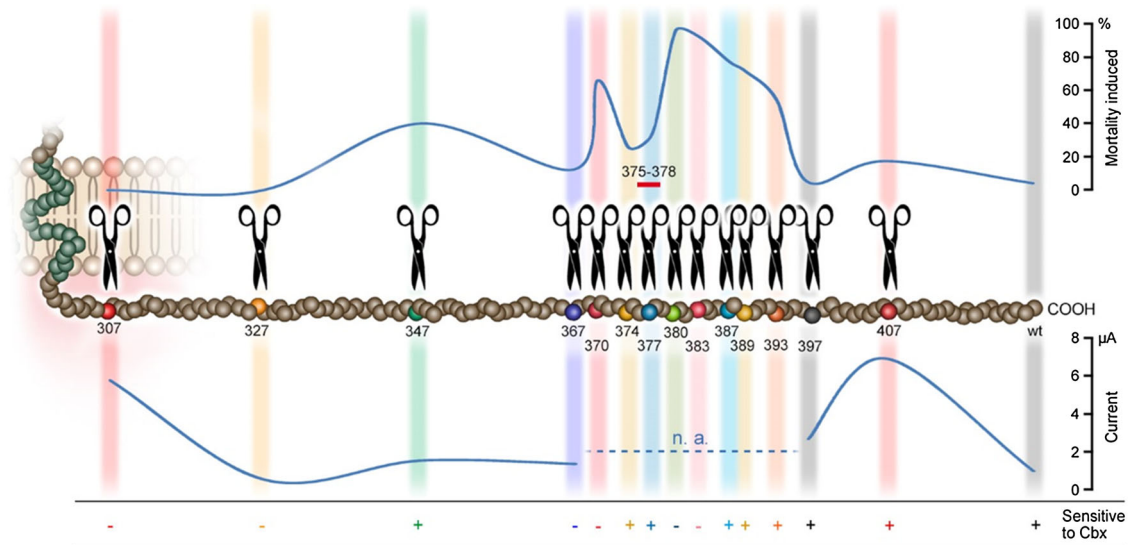 100 %
80
60
40
20
0
Mortality induced
375-378
COOH
307
327
347
367
370
374
377
380
383
387
389
393
397
407
wt
8 µA
6
4
2
0
Current
n. a.
- - + - - + + - - + + + + + +
Sensitive
to Cbx